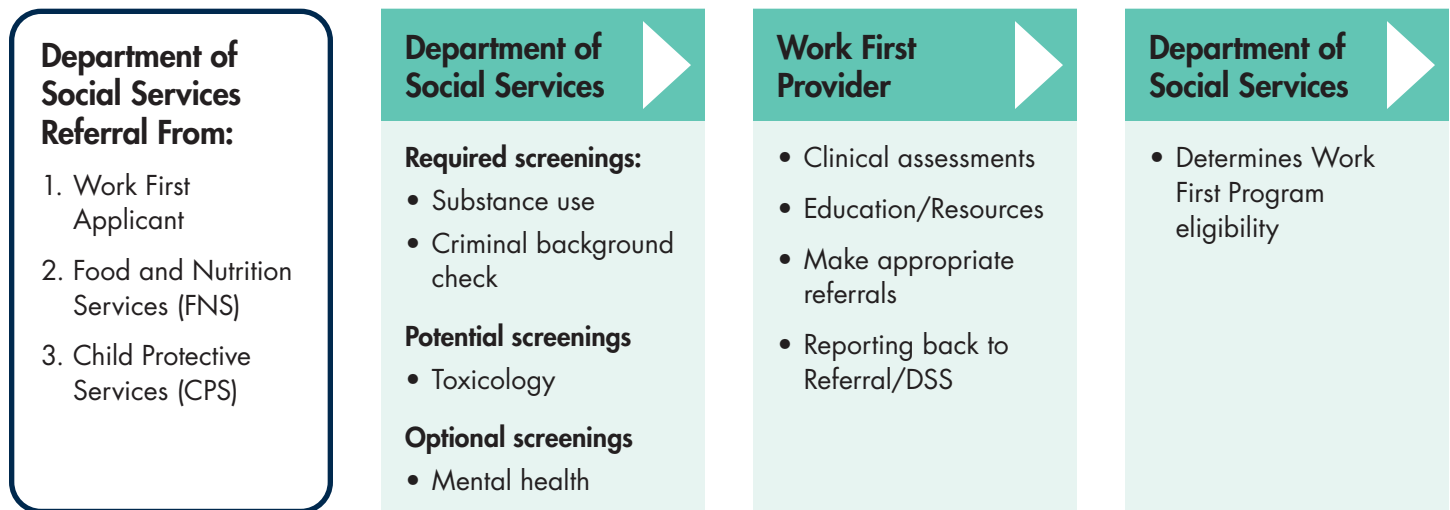 Department of
Social Services
Referral From:
1. Work First
Applicant
2. Food and Nutrition
Services (FNS)
3. Child Protective
Services (CPS)
Department of
Social Services
Required screenings:
• Substance use
• Criminal background
check
Potential screenings
• Toxicology
Optional screenings
• Mental health
Work First
Provider
• Clinical assessments
• Education/Resources
• Make appropriate
referrals
• Reporting back to
Referral/DSS
Department of
Social Services
• Determines Work
First Program
eligibility